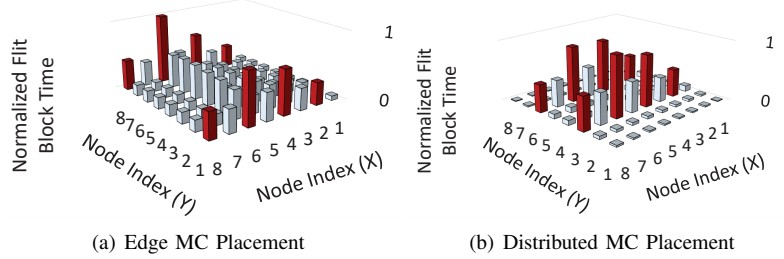 Normalized Flit
Block Time
1
0
8 7 6 5 4 3 2 1
8 7 6 5 4 3 2 1
Node Index (Y)
Node Index (X)
(a) Edge MC Placement
Normalized Flit
Block Time
1
0
8 7 6 5 4 3 2 1
8 7 6 5 4 3 2 1
Node Index (Y)
Node Index (X)
(b) Distributed MC Placement